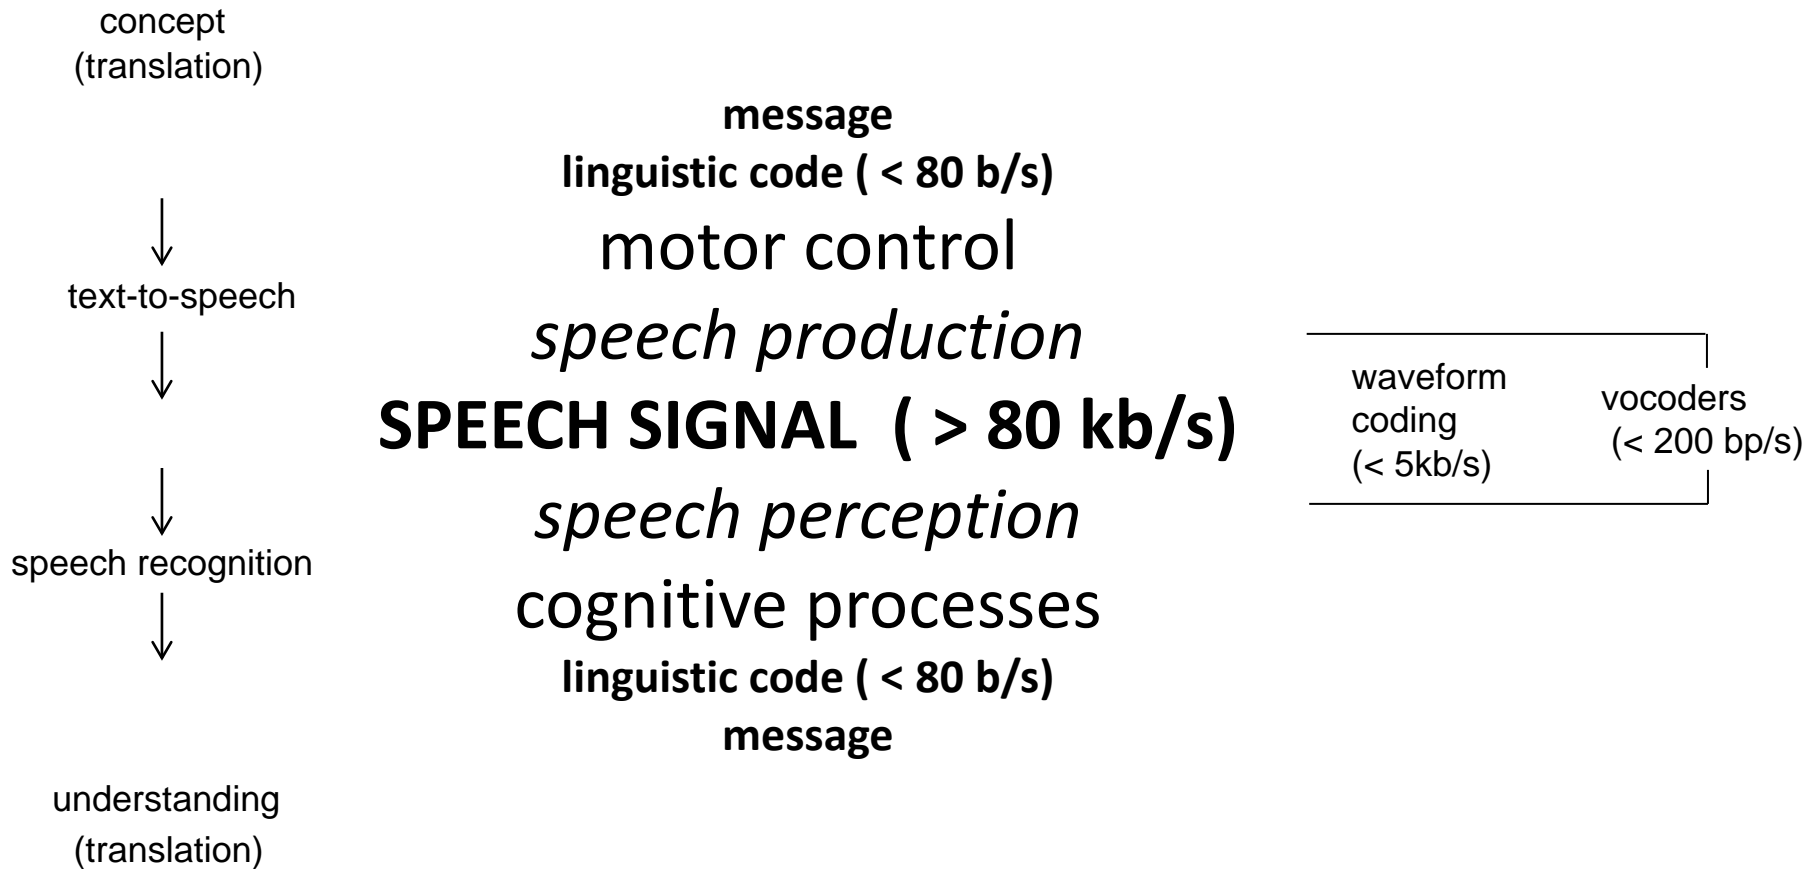 concept
(translation)
message
linguistic code ( < 80 b/s)
motor control
text-to-speech
speech production
SPEECH SIGNAL ( > 80 kb/s)
waveform
coding
(< 5kb/s)
vocoders
(< 200 bp/s)
speech perception
speech recognition
cognitive processes
linguistic code ( < 80 b/s)
message
understanding
(translation)